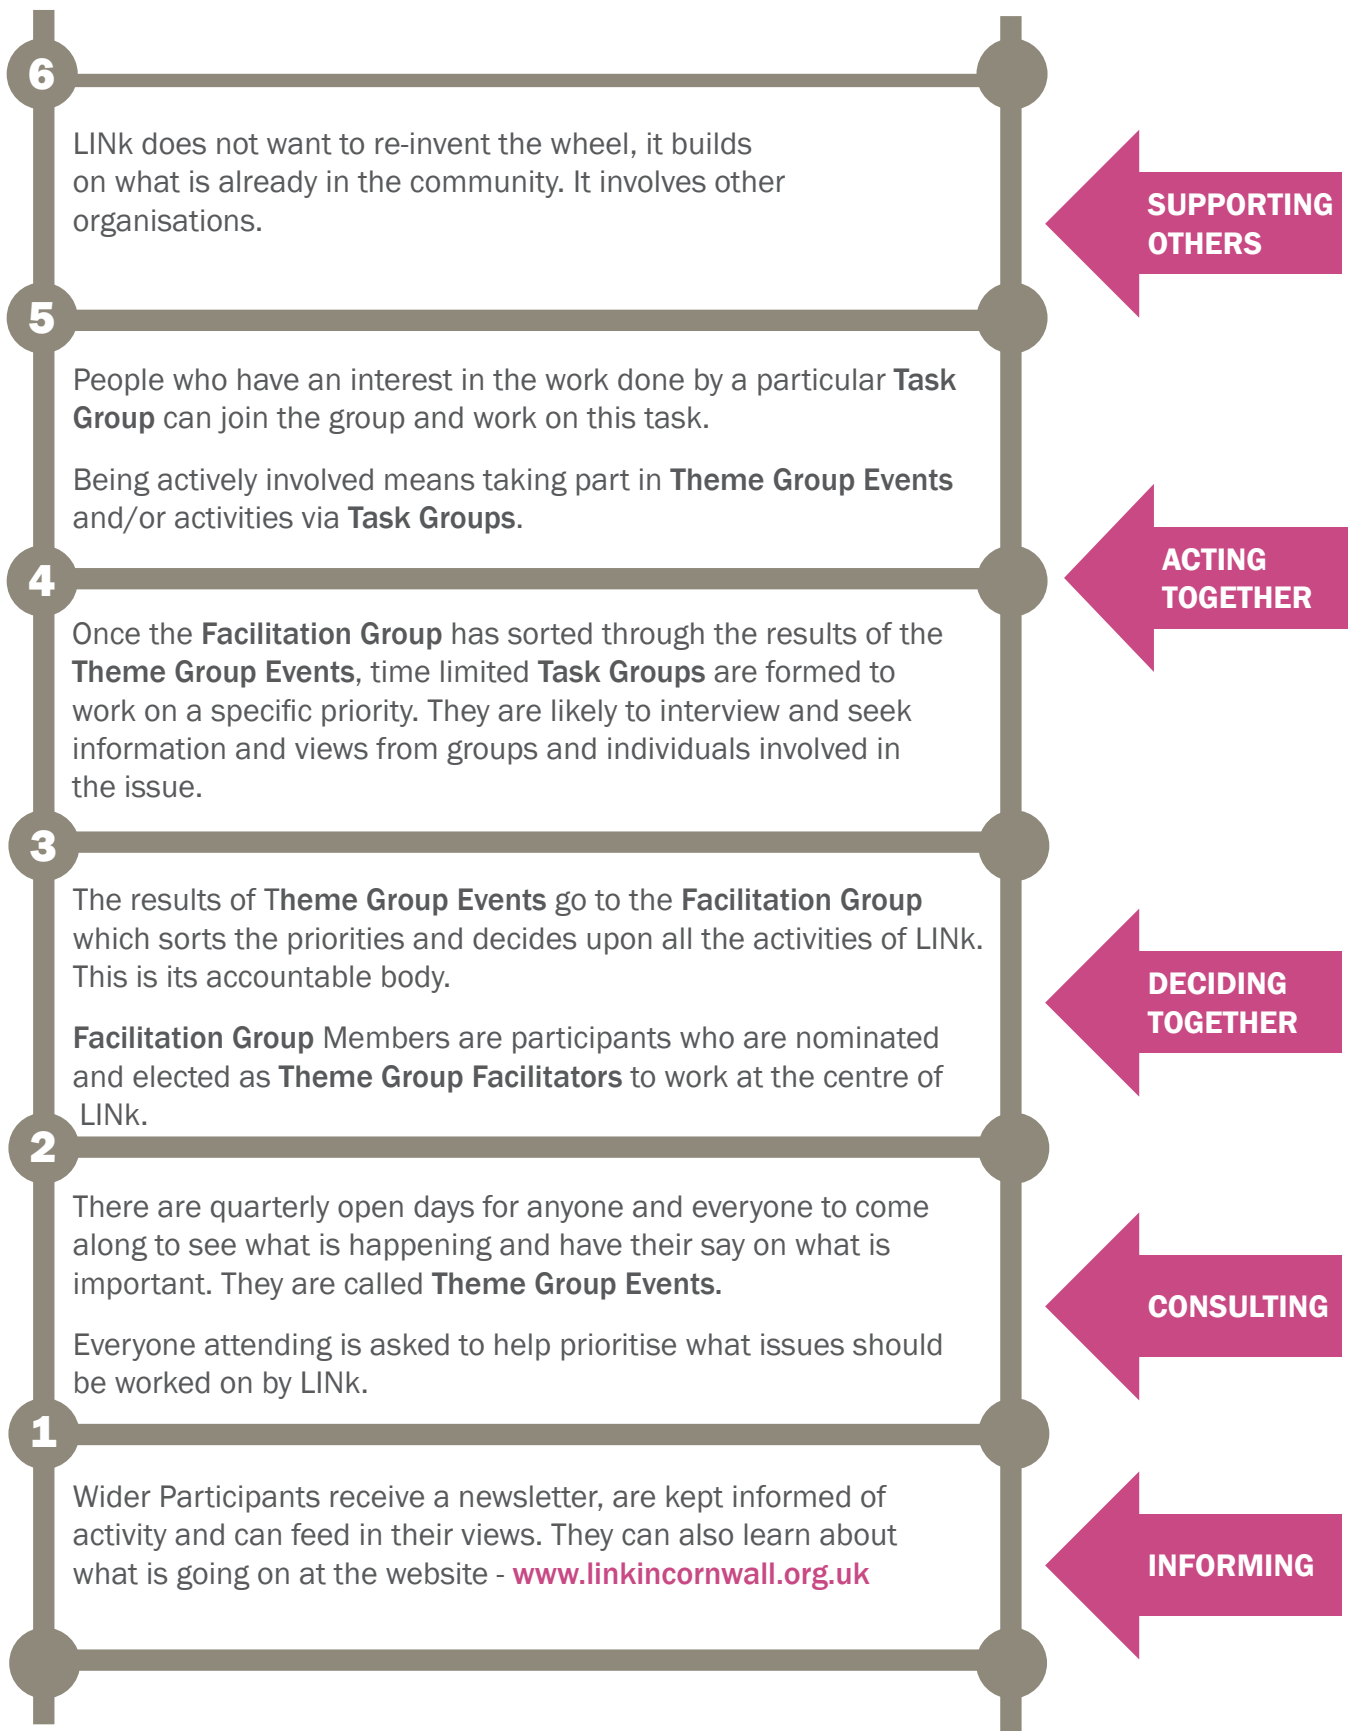 6
LINk does not want to re-invent the wheel, it builds
on what is already in the community. It involves other
organisations.
SUPPORTING
OTHERS
5
People who have an interest in the work done by a particular Task
Group can join the group and work on this task.
Being actively involved means taking part in Theme Group Events
and/or activities via Task Groups.
ACTING
TOGETHER
4
Once the Facilitation Group has sorted through the results of the
Theme Group Events, time limited Task Groups are formed to
work on a specific priority. They are likely to interview and seek
information and views from groups and individuals involved in
the issue.
3
The results of Theme Group Events go to the Facilitation Group
which sorts the priorities and decides upon all the activities of LINk.
This is its accountable body.
Facilitation Group Members are participants who are nominated
and elected as Theme Group Facilitators to work at the centre of
LINk.
DECIDING
TOGETHER
2
There are quarterly open days for anyone and everyone to come
along to see what is happening and have their say on what is
important. They are called Theme Group Events.
Everyone attending is asked to help prioritise what issues should
be worked on by LINk.
CONSULTING
1
Wider Participants receive a newsletter, are kept informed of
activity and can feed in their views. They can also learn about
what is going on at the website - www.linkincornwall.org.uk
INFORMING